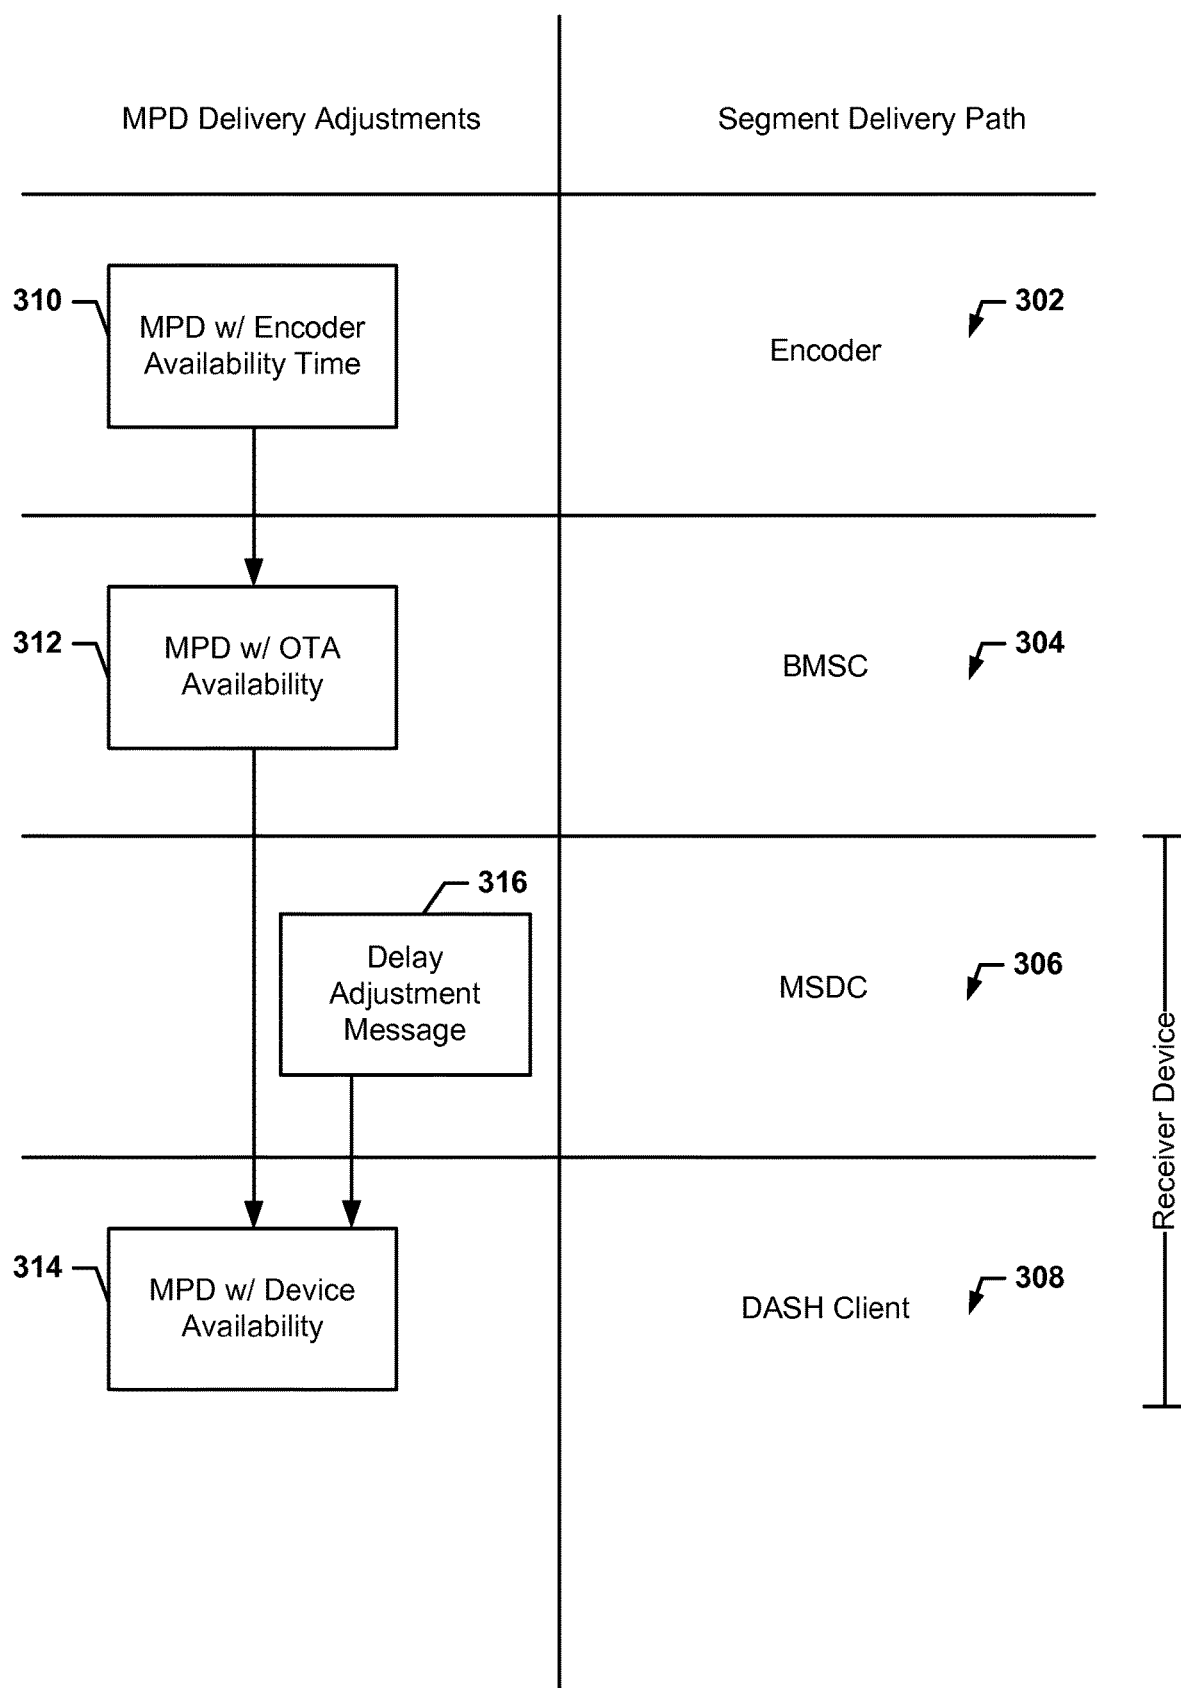 MPD Delivery Adjustments
Segment Delivery Path
310
MPD w/ Encoder
Availability Time
Encoder
302
312
MPD w/ OTA
Availability
BMSC
304
316
Delay
Adjustment
Message
MSDC
306
Receiver Device
314
MPD w/ Device
Availability
DASH Client
308